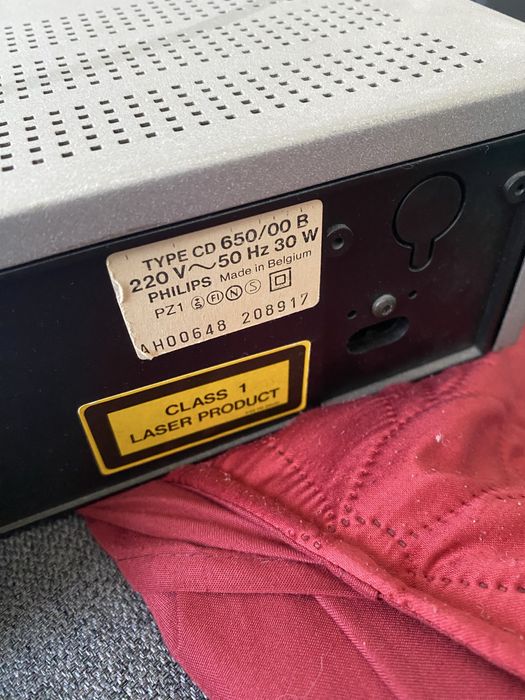 TYPE CD 650/00 B
220 V ~ 50 Hz 30 W
PHILIPS Made in Belgium
PZ1 S FI N S
AH00648 208917
CLASS 1
LASER PRODUCT